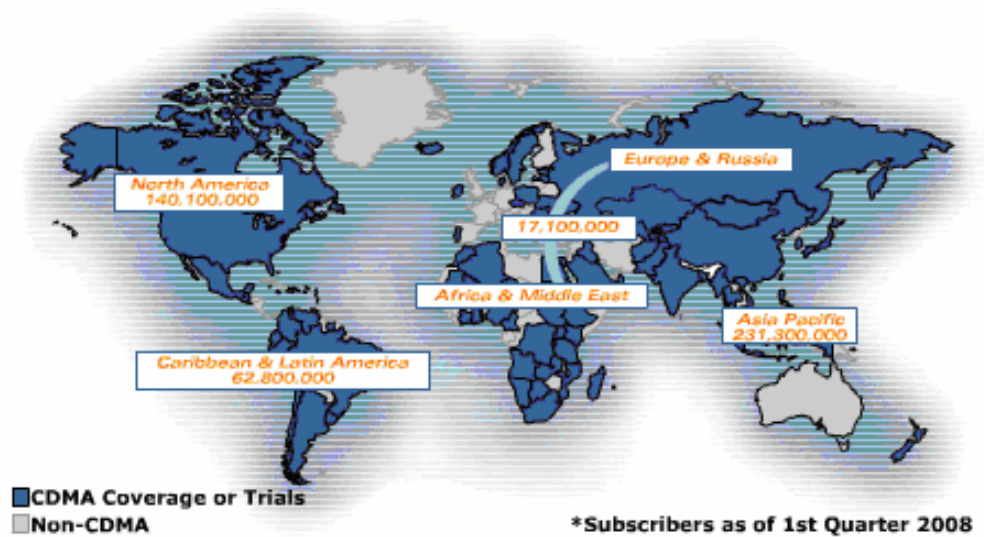 North America
140,100,000
Europe & Russia
17,100,000
Africa & Middle East
Asia Pacific
231,300,000
Caribbean & Latin America
62,800,000
CDMA Coverage or Trials
Non-CDMA
*Subscribers as of 1st Quarter 2008